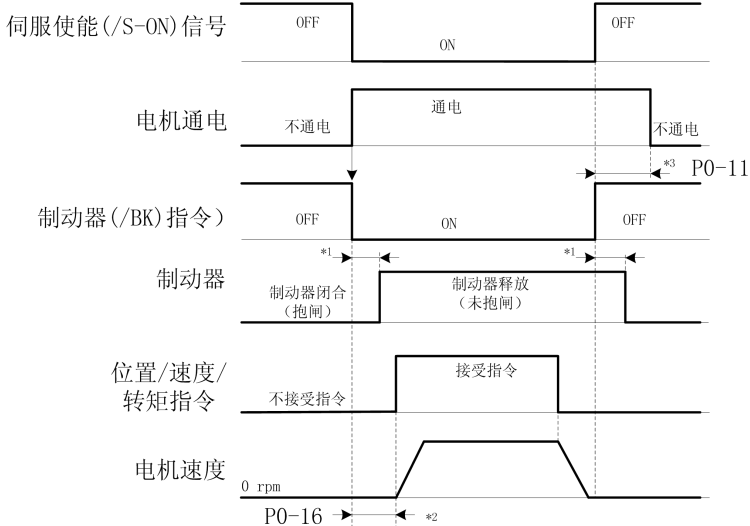 伺服使能(/S-ON)信号
OFF
ON
OFF
电机通电
不通电
通电
不通电
*3 P0-11
制动器(/BK)指令）
OFF
ON
OFF
*1
*1
制动器
制动器闭合
（抱闸）
制动器释放
（未抱闸）
位置/速度/
转矩指令
不接受指令
接受指令
电机速度
0 rpm
P0-16
*2